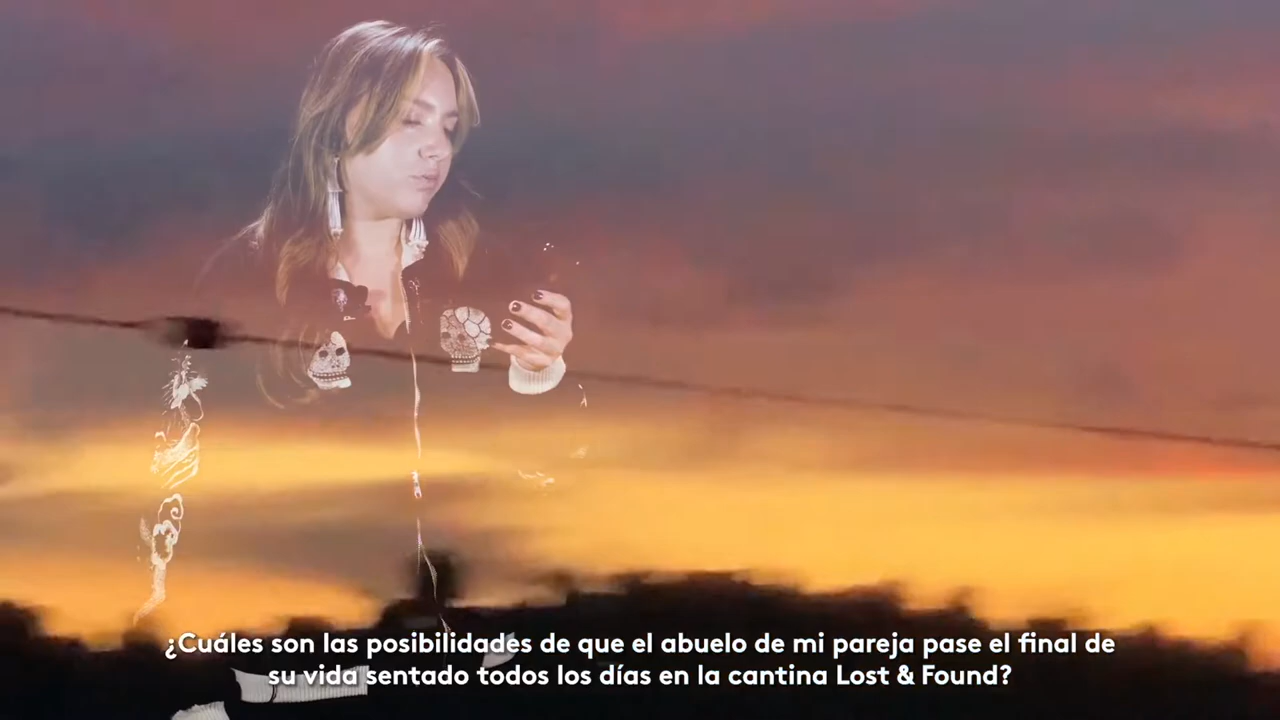 ¿Cuáles son las posibilidades de que el abuelo de mi pareja pase el final de
su vida sentado todos los días en la cantina Lost & Found?